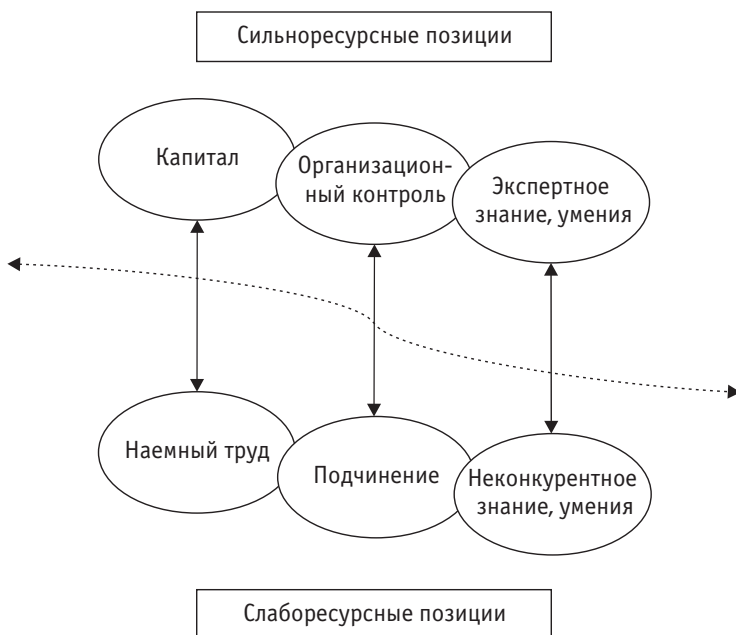 Сильноресурсные позиции
Капитал
Организацион-
ный контроль
Экспертное
знание, умения
Наемный труд
Подчинение
Неконкурентное
знание, умения
Слаборесурсные позиции